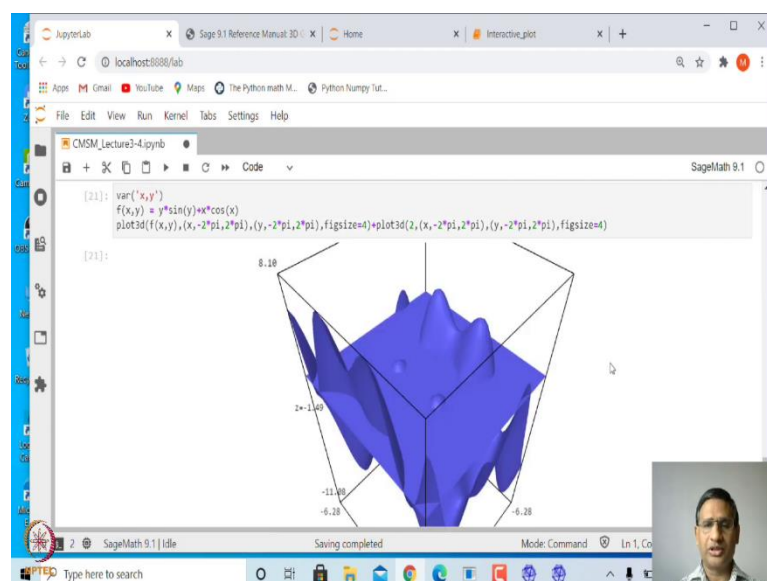 JupyterLab
Sage 9.1 Reference Manual: 3D G
Home
Interactive_plot
localhost:8888/lab
Apps
Gmail
YouTube
Maps
The Python math M...
Python Numpy Tut...
M
File Edit View Run Kernel Tabs Settings Help
CMSM_Lecture3-4.ipynb
Code
SageMath 9.1
[21]: var('x,y')
f(x,y) = y*sin(y)+x*cos(x)
plot3d(f(x,y),(x,-2*pi,2*pi),(y,-2*pi,2*pi),figsize=4)+plot3d(2,(x,-2*pi,2*pi),(y,-2*pi,2*pi),figsize=4)
[21]:
8.10
z=-1.49
-6.28
-6.28
2
SageMath 9.1 | Idle
Saving completed
Mode: Command
Ln 1, Co
Type here to search